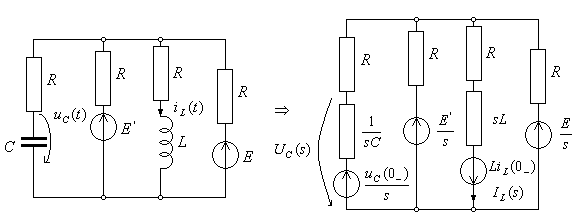 R
R
R
R
C
u_C(t)
E'
i_L(t)
L
E
⇒
R
R
R
R
U_C(s)
1/sC
u_C(0_–)/s
E'/s
sL
Li_L(0_–)
I_L(s)
E/s